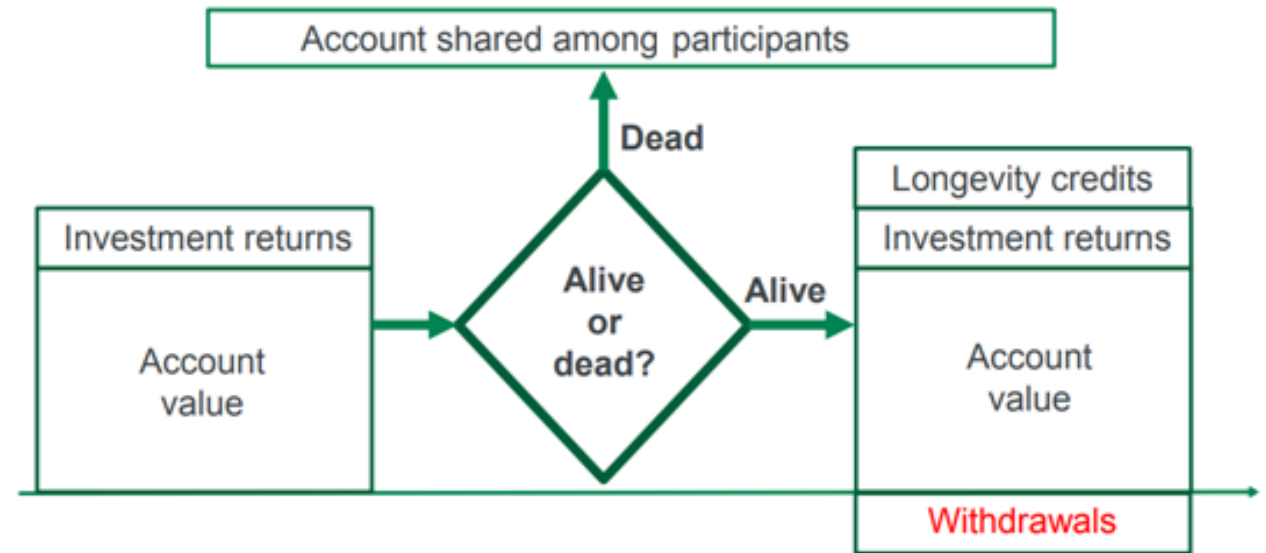 Account shared among participants
Dead
Longevity credits
Investment returns
Investment returns
Alive
or
dead?
Alive
Account
value
Account
value
Withdrawals